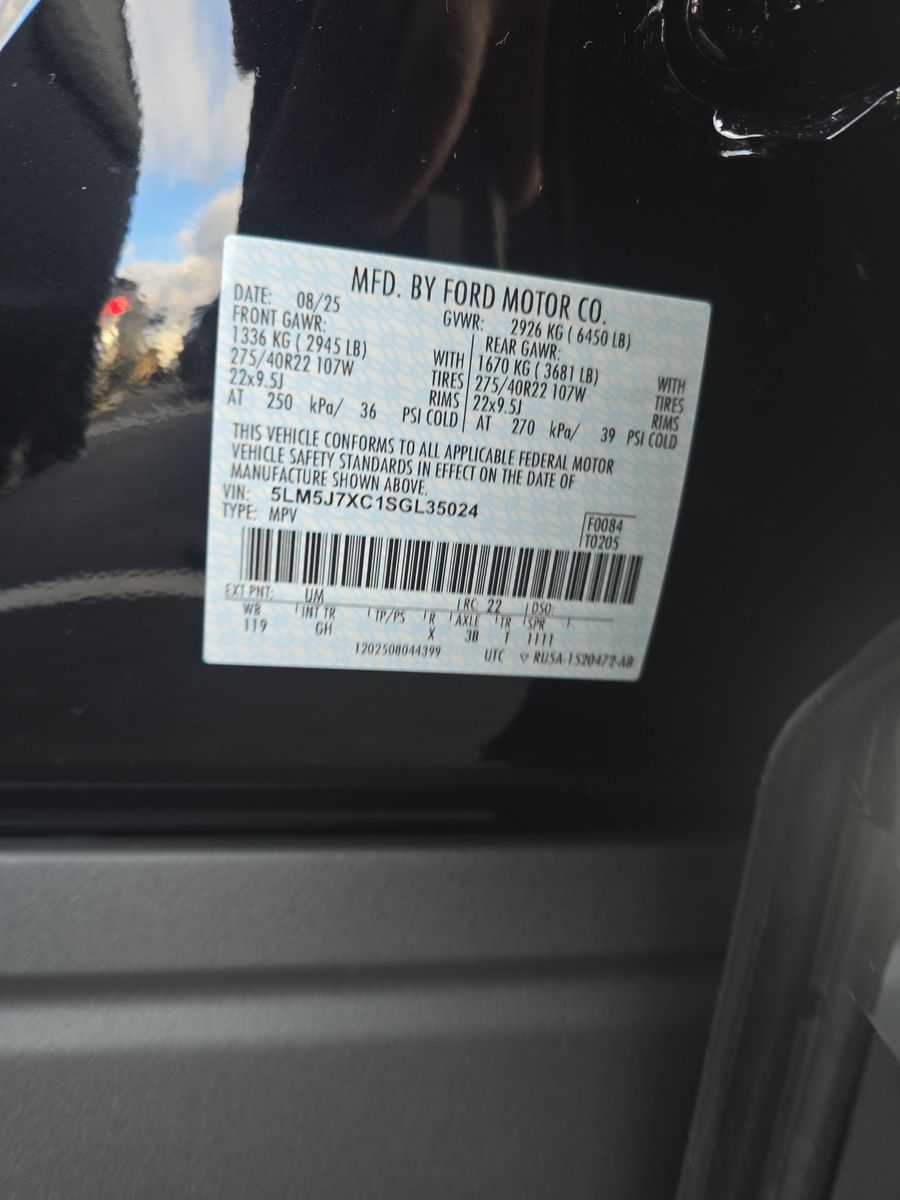 MFD. BY FORD MOTOR CO.
DATE: 08/25 GVWR: 2926 KG ( 6450 LB)
FRONT GAWR: REAR GAWR:
1336 KG ( 2945 LB) WITH 1670 KG ( 3681 LB) WITH
275/40R22 107W TIRES 275/40R22 107W TIRES
22x9.5J RIMS 22x9.5J RIMS
AT 250 kPa/ 36 PSI COLD AT 270 kPa/ 39 PSI COLD
THIS VEHICLE CONFORMS TO ALL APPLICABLE FEDERAL MOTOR
VEHICLE SAFETY STANDARDS IN EFFECT ON THE DATE OF
MANUFACTURE SHOWN ABOVE.
VIN: 5LM5J7XC1SGL35024
TYPE: MPV
F0084
T0205
EXT PNT: UM RC: 22 DSO:
WB INT TR TP/PS R AXLE TR SPR
119 GH X 3B T 1111
1202508044399 UTC ▽ RU5A-1520472-AB